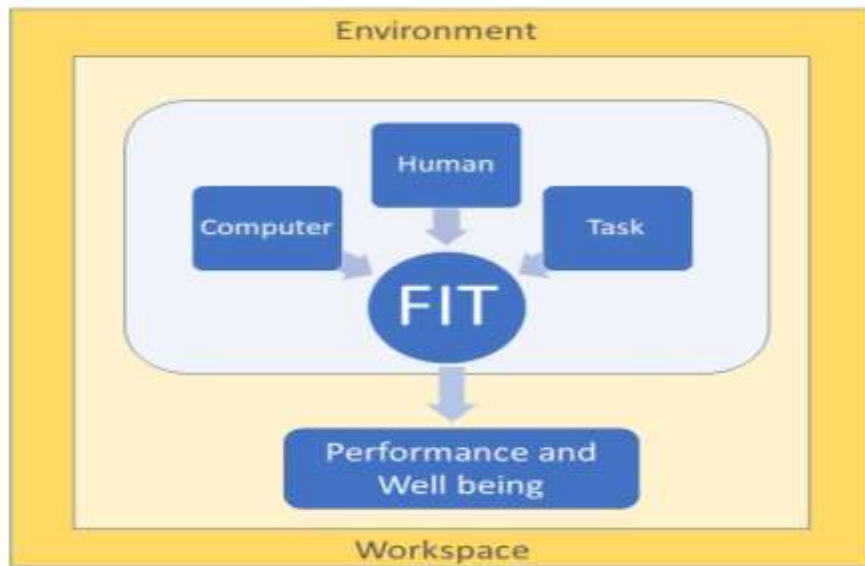 Environment
Human
Computer
Task
FIT
Performance and
Well being
Workspace